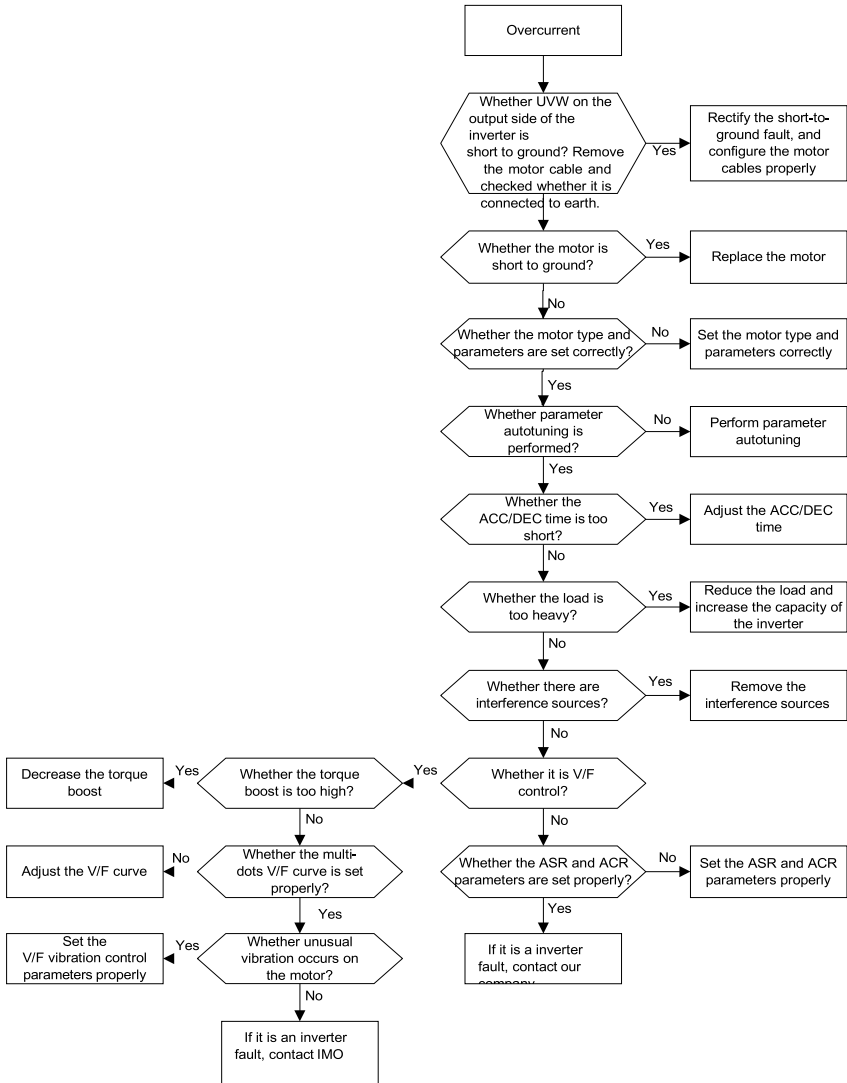 Overcurrent
Whether UVW on the
output side of the
inverter is
short to ground? Remove
the motor cable and
checked whether it is
connected to earth.
Yes
Rectify the short-to-
ground fault, and
configure the motor
cables properly
Whether the motor is
short to ground?
Yes
Replace the motor
No
Whether the motor type and
parameters are set correctly?
No
Set the motor type and
parameters correctly
Yes
Whether parameter
autotuning is
performed?
No
Perform parameter
autotuning
Yes
Whether the
ACC/DEC time is too
short?
Yes
Adjust the ACC/DEC
time
No
Whether the load is
too heavy?
Yes
Reduce the load and
increase the capacity of
the inverter
No
Whether there are
interference sources?
Yes
Remove the
interference sources
No
Whether it is V/F
control?
Yes
Whether the torque
boost is too high?
Yes
Decrease the torque
boost
No
Whether the multi-
dots V/F curve is set
properly?
No
Adjust the V/F curve
Yes
Whether unusual
vibration occurs on
the motor?
Yes
Set the
V/F vibration control
parameters properly
No
If it is an inverter
fault, contact IMO
No
Whether the ASR and ACR
parameters are set properly?
No
Set the ASR and ACR
parameters properly
Yes
If it is a inverter
fault, contact our
company